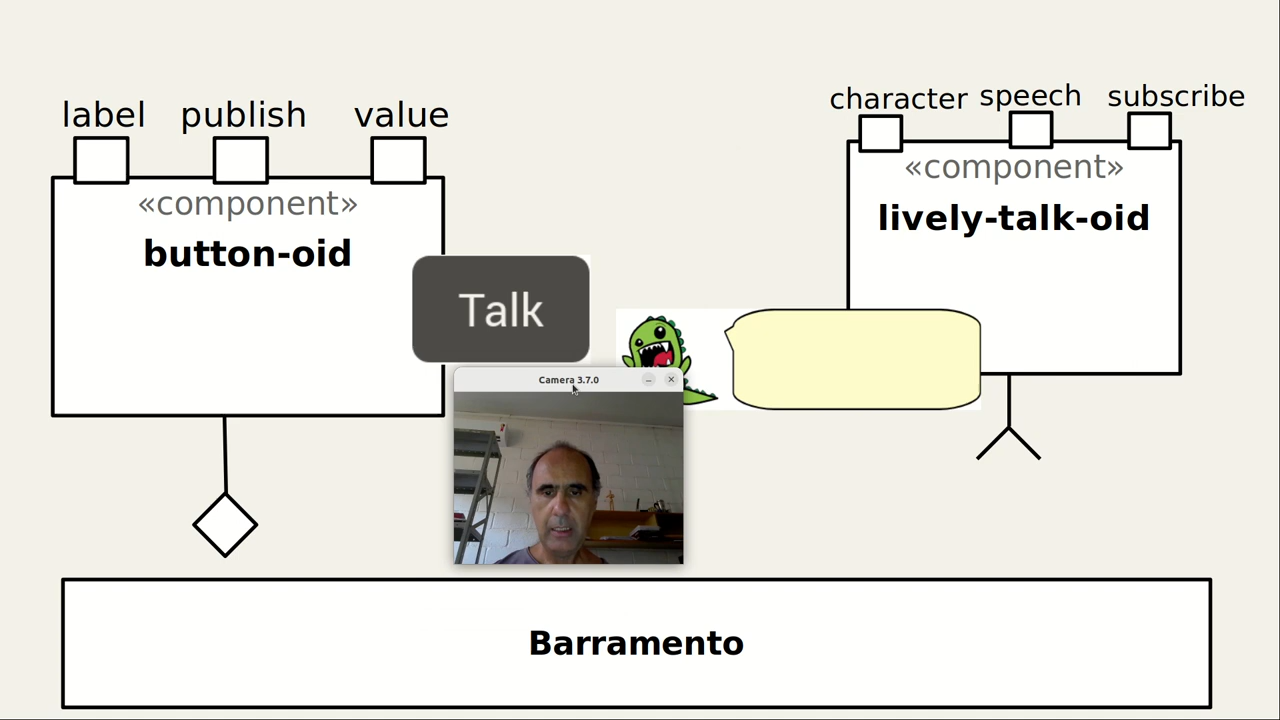 label publish value
character speech subscribe
«component»
button-oid
«component»
lively-talk-oid
Talk
Camera 3.7.0
Barramento